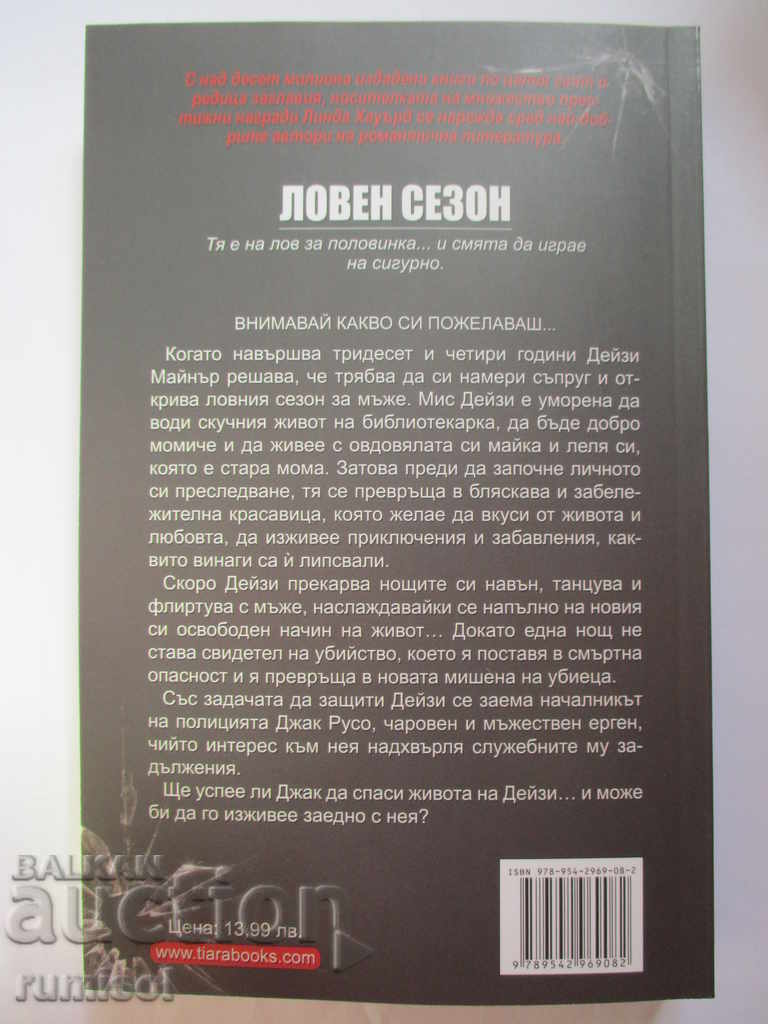 С над десет милиона издадени книги по целия свят и
редица заглавия, писателката на множество прес-
тижни награди Линда Хауърд се нарежда сред най-доб-
рите автори на романтична литература.
ЛОВЕН СЕЗОН
Тя е на лов за половинка... и смята да играе
на сигурно.
ВНИМАВАЙ КАКВО СИ ПОЖЕЛАВАШ...
Когато навършва тридесет и четири години Дейзи
Майнър решава, че трябва да си намери съпруг и от-
крива ловния сезон за мъже. Мис Дейзи е уморена да
води скучния живот на библиотекарка, да бъде добро
момиче и да живее с овдовялата си майка и леля си,
която е стара мома. Затова преди да започне личното
си преследване, тя се превръща в бляскава и забеле-
жителна красавица, която желае да вкуси от живота и
любовта, да изживее приключения и забавления, как-
вито винаги са ѝ липсвали.
Скоро Дейзи прекарва нощите си навън, танцува и
флиртува с мъже, наслаждавайки се напълно на новия
си освободен начин на живот... Докато една нощ не
става свидетел на убийство, което я поставя в смъртна
опасност и я превръща в новата мишена на убиеца.
Със задачата да защити Дейзи се заема началникът
на полицията Джак Русо, чаровен и мъжествен ерген,
чийто интерес към нея надхвърля служебните му за-
дължения.
Ще успее ли Джак да спаси живота на Дейзи... и може
би да го изживее заедно с нея?
ISBN 978-954-2969-08-2
9 789542 969082
Цена: 13,99 лв.
www.tiarabooks.com
BALKAN
auction
rumisol